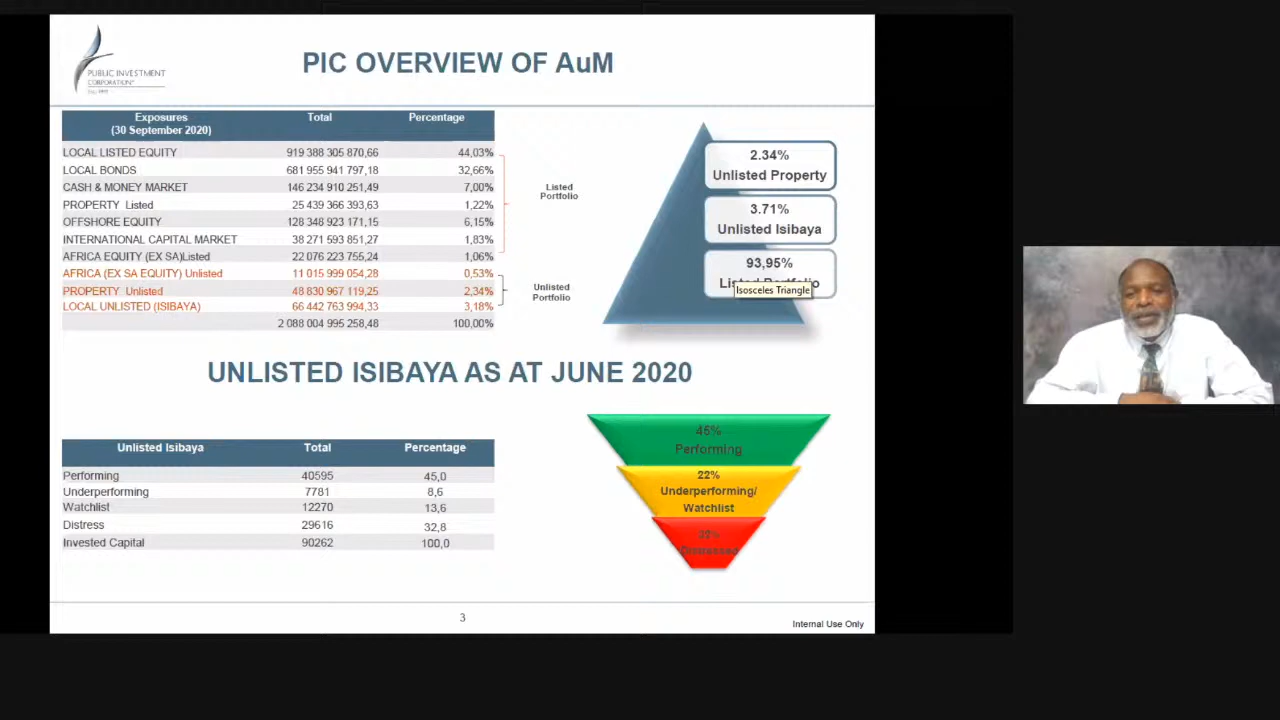 PIC OVERVIEW OF AuM
PUBLIC INVESTMENT
CORPORATION
Exposures Total Percentage
(30 September 2020)
LOCAL LISTED EQUITY 919 388 305 870,66 44,03%
LOCAL BONDS 681 955 941 797,18 32,66%
CASH & MONEY MARKET 146 234 910 251,49 7,00%
PROPERTY Listed 25 439 366 393,63 1,22%
OFFSHORE EQUITY 128 348 923 171,15 6,15%
INTERNATIONAL CAPITAL MARKET 38 271 593 851,27 1,83%
AFRICA EQUITY (EX SA)Listed 22 076 223 755,24 1,06%
AFRICA (EX SA EQUITY) Unlisted 11 015 999 054,28 0,53%
PROPERTY Unlisted 48 830 967 119,25 2,34%
LOCAL UNLISTED (ISIBAYA) 66 442 763 994,33 3,18%
2 088 004 995 258,48 100,00%
Listed
Portfolio
Unlisted
Portfolio
2.34%
Unlisted Property
3.71%
Unlisted Isibaya
93,95%
Listed Portfolio
Isosceles Triangle
UNLISTED ISIBAYA AS AT JUNE 2020
Unlisted Isibaya Total Percentage
Performing 40595 45,0
Underperforming 7781 8,6
Watchlist 12270 13,6
Distress 29616 32,8
Invested Capital 90262 100,0
45%
Performing
22%
Underperforming/
Watchlist
Distressed
3
Internal Use Only